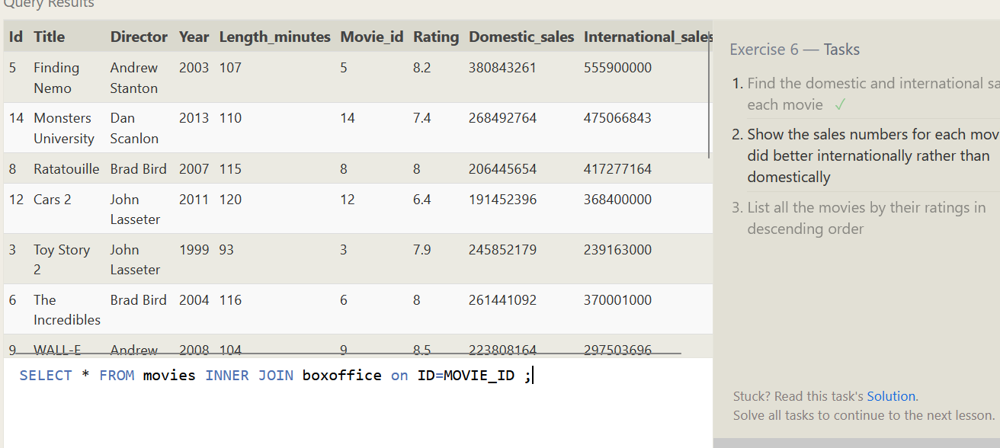 Query Results
Id Title Director Year Length_minutes Movie_id Rating Domestic_sales International_sales
5 Finding Andrew 2003 107 5 8.2 380843261 555900000
Nemo Stanton
14 Monsters Dan 2013 110 14 7.4 268492764 475066843
University Scanlon
8 Ratatouille Brad Bird 2007 115 8 8 206445654 417277164
12 Cars 2 John 2011 120 12 6.4 191452396 368400000
Lasseter
3 Toy Story John 1999 93 3 7.9 245852179 239163000
2 Lasseter
6 The Brad Bird 2004 116 6 8 261441092 370001000
Incredibles
9 WALL-E Andrew 2008 104 9 8.5 223808164 297503696
SELECT * FROM movies INNER JOIN boxoffice on ID=MOVIE_ID ;
Exercise 6 — Tasks
1. Find the domestic and international sa
each movie ✓
2. Show the sales numbers for each mov
did better internationally rather than
domestically
3. List all the movies by their ratings in
descending order
Stuck? Read this task's Solution.
Solve all tasks to continue to the next lesson.